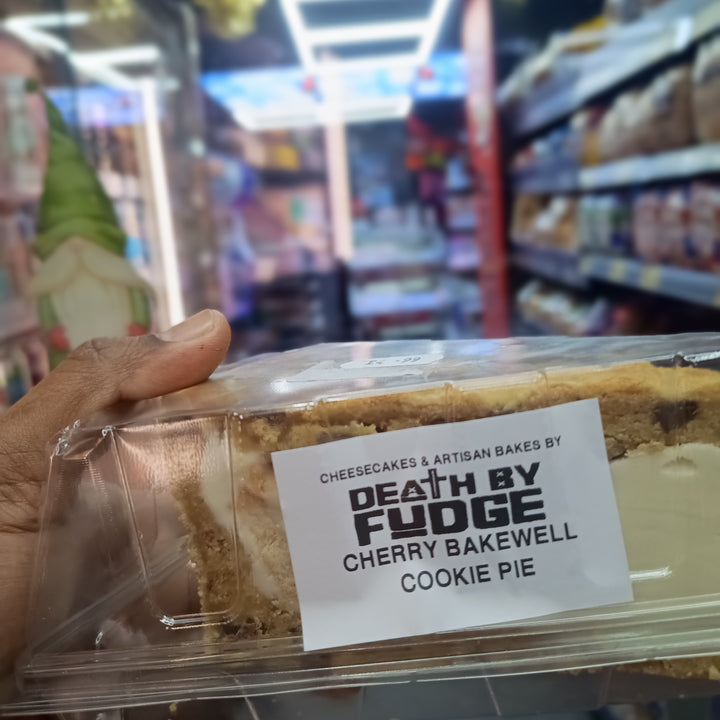 CHEESECAKES & ARTISAN BAKES BY
DEATH BY
FUDGE
CHERRY BAKEWELL
COOKIE PIE